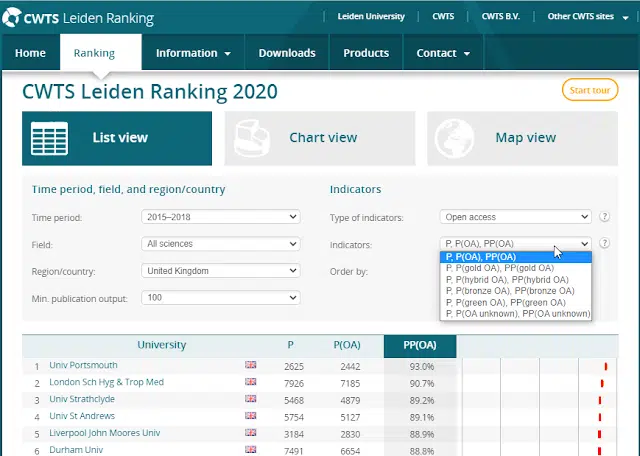 CWTS Leiden Ranking
Leiden University CWTS CWTS B.V. Other CWTS sites
Home Ranking Information Downloads Products Contact
CWTS Leiden Ranking 2020
Start tour
List view Chart view Map view
Time period, field, and region/country Indicators
Time period: 2015–2018 Type of indicators: Open access ?
Field: All sciences Indicators: P, P(OA), PP(OA) ?
P, P(OA), PP(OA)
Region/country: United Kingdom Order by: P, P(gold OA), PP(gold OA)
P, P(hybrid OA), PP(hybrid OA)
P, P(bronze OA), PP(bronze OA)
Min. publication output: 100 P, P(green OA), PP(green OA)
P, P(OA unknown), PP(OA unknown)
University P P(OA) PP(OA)
1 Univ Portsmouth 2625 2442 93.0%
2 London Sch Hyg & Trop Med 7926 7185 90.7%
3 Univ Strathclyde 5468 4879 89.2%
4 Univ St Andrews 5754 5127 89.1%
5 Liverpool John Moores Univ 3184 2830 88.9%
6 Durham Univ 7491 6654 88.8%